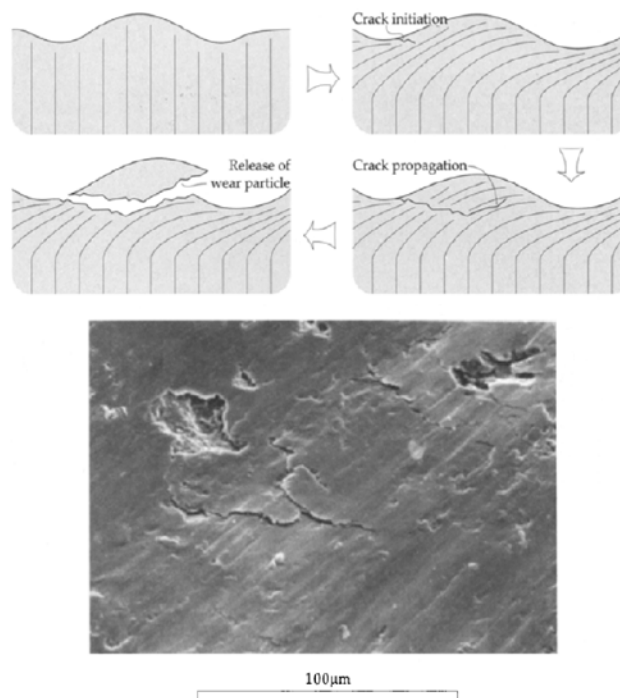 Crack initiation
Release of
wear particle
Crack propagation
100μm